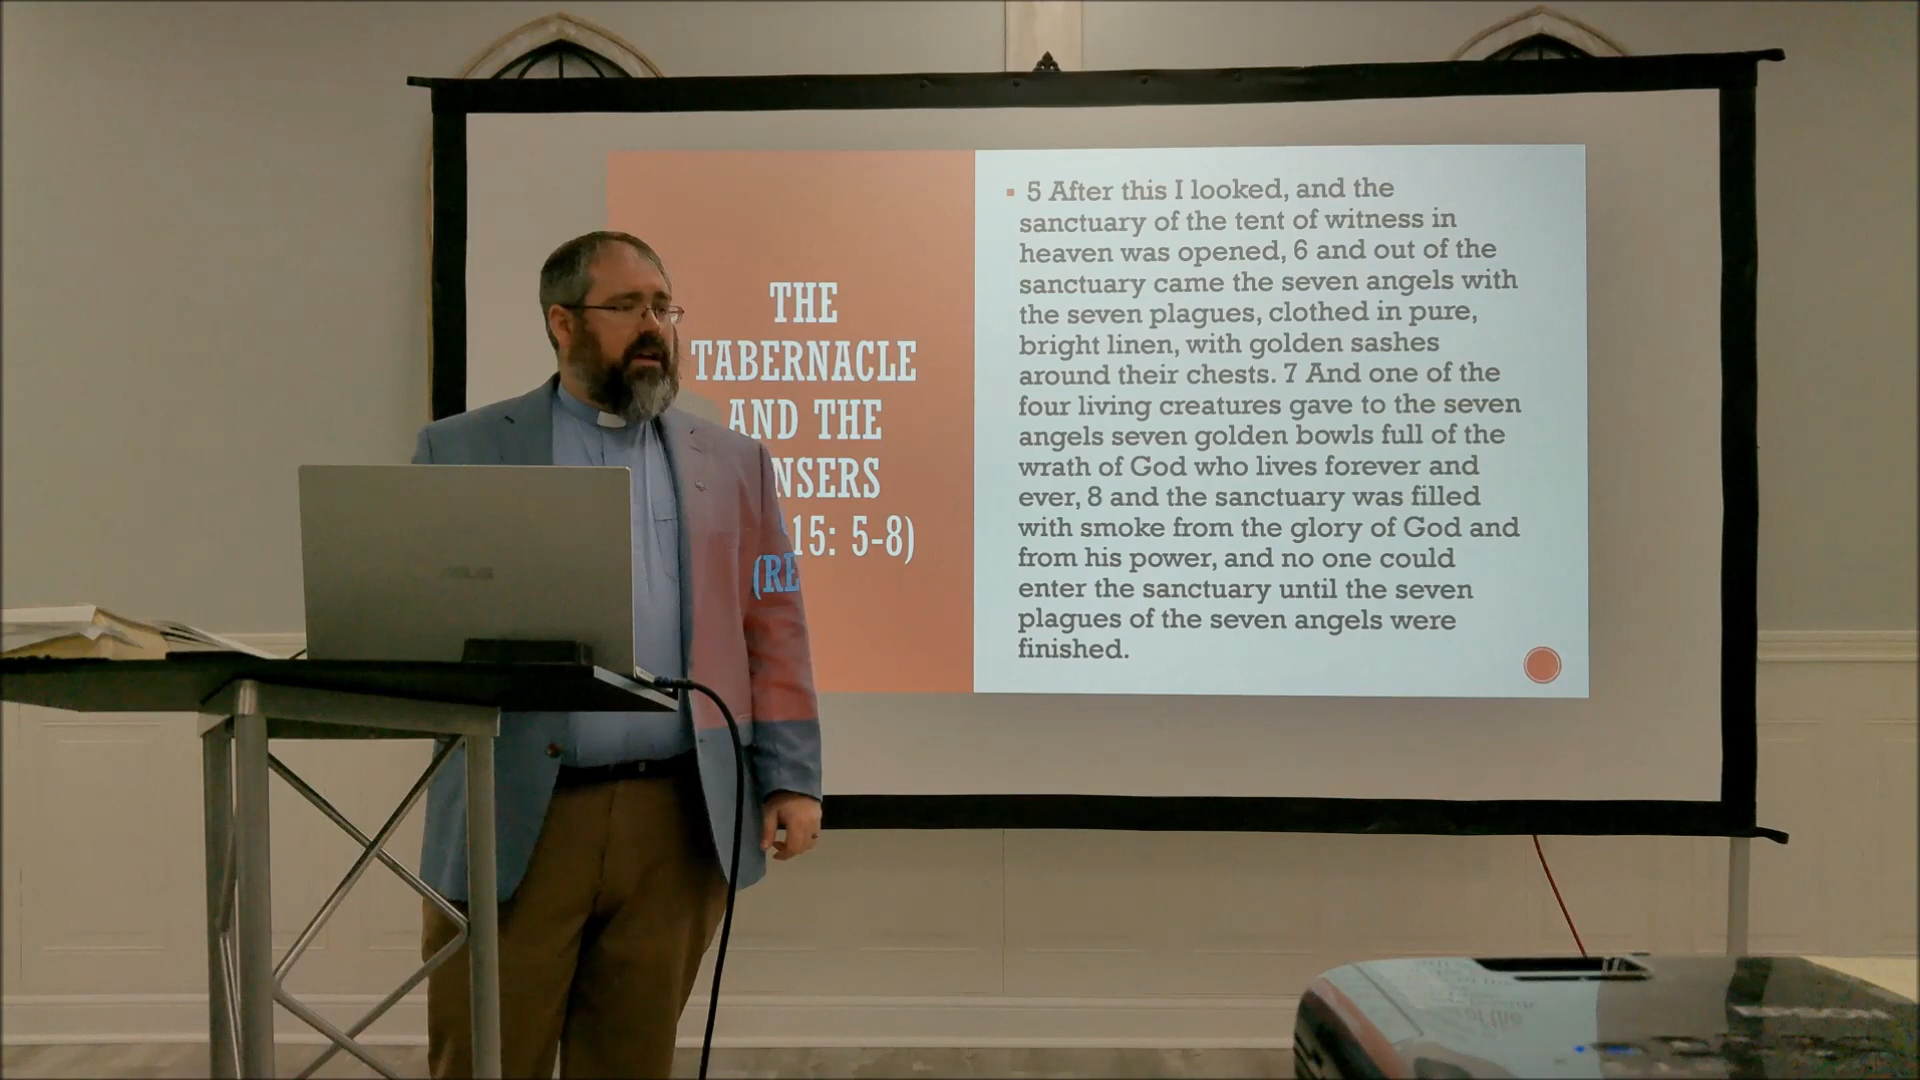 THE
TABERNACLE
AND THE
NSERS
(RE 15: 5-8)
5 After this I looked, and the
sanctuary of the tent of witness in
heaven was opened, 6 and out of the
sanctuary came the seven angels with
the seven plagues, clothed in pure,
bright linen, with golden sashes
around their chests. 7 And one of the
four living creatures gave to the seven
angels seven golden bowls full of the
wrath of God who lives forever and
ever, 8 and the sanctuary was filled
with smoke from the glory of God and
from his power, and no one could
enter the sanctuary until the seven
plagues of the seven angels were
finished.
ASUS